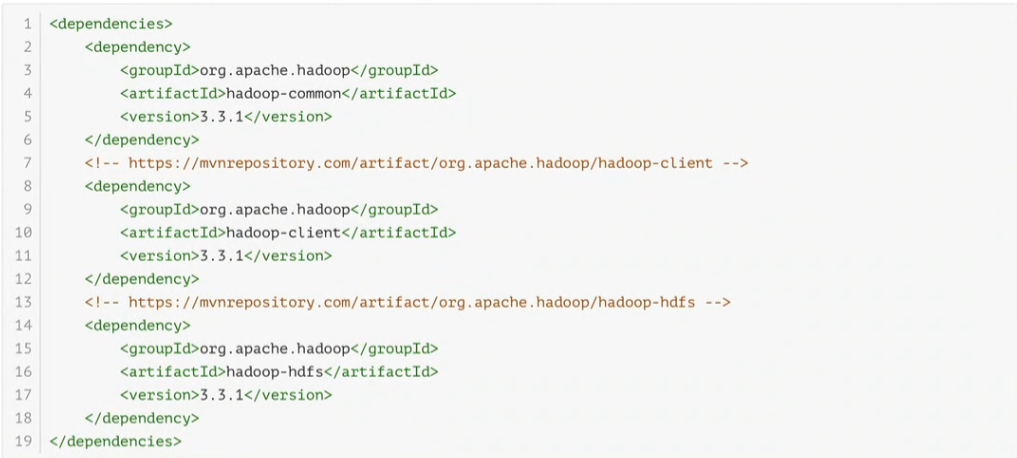 1 <dependencies>
2     <dependency>
3         <groupId>org.apache.hadoop</groupId>
4         <artifactId>hadoop-common</artifactId>
5         <version>3.3.1</version>
6     </dependency>
7     <!-- https://mvnrepository.com/artifact/org.apache.hadoop/hadoop-client -->
8     <dependency>
9         <groupId>org.apache.hadoop</groupId>
10         <artifactId>hadoop-client</artifactId>
11         <version>3.3.1</version>
12     </dependency>
13     <!-- https://mvnrepository.com/artifact/org.apache.hadoop/hadoop-hdfs -->
14     <dependency>
15         <groupId>org.apache.hadoop</groupId>
16         <artifactId>hadoop-hdfs</artifactId>
17         <version>3.3.1</version>
18     </dependency>
19 </dependencies>